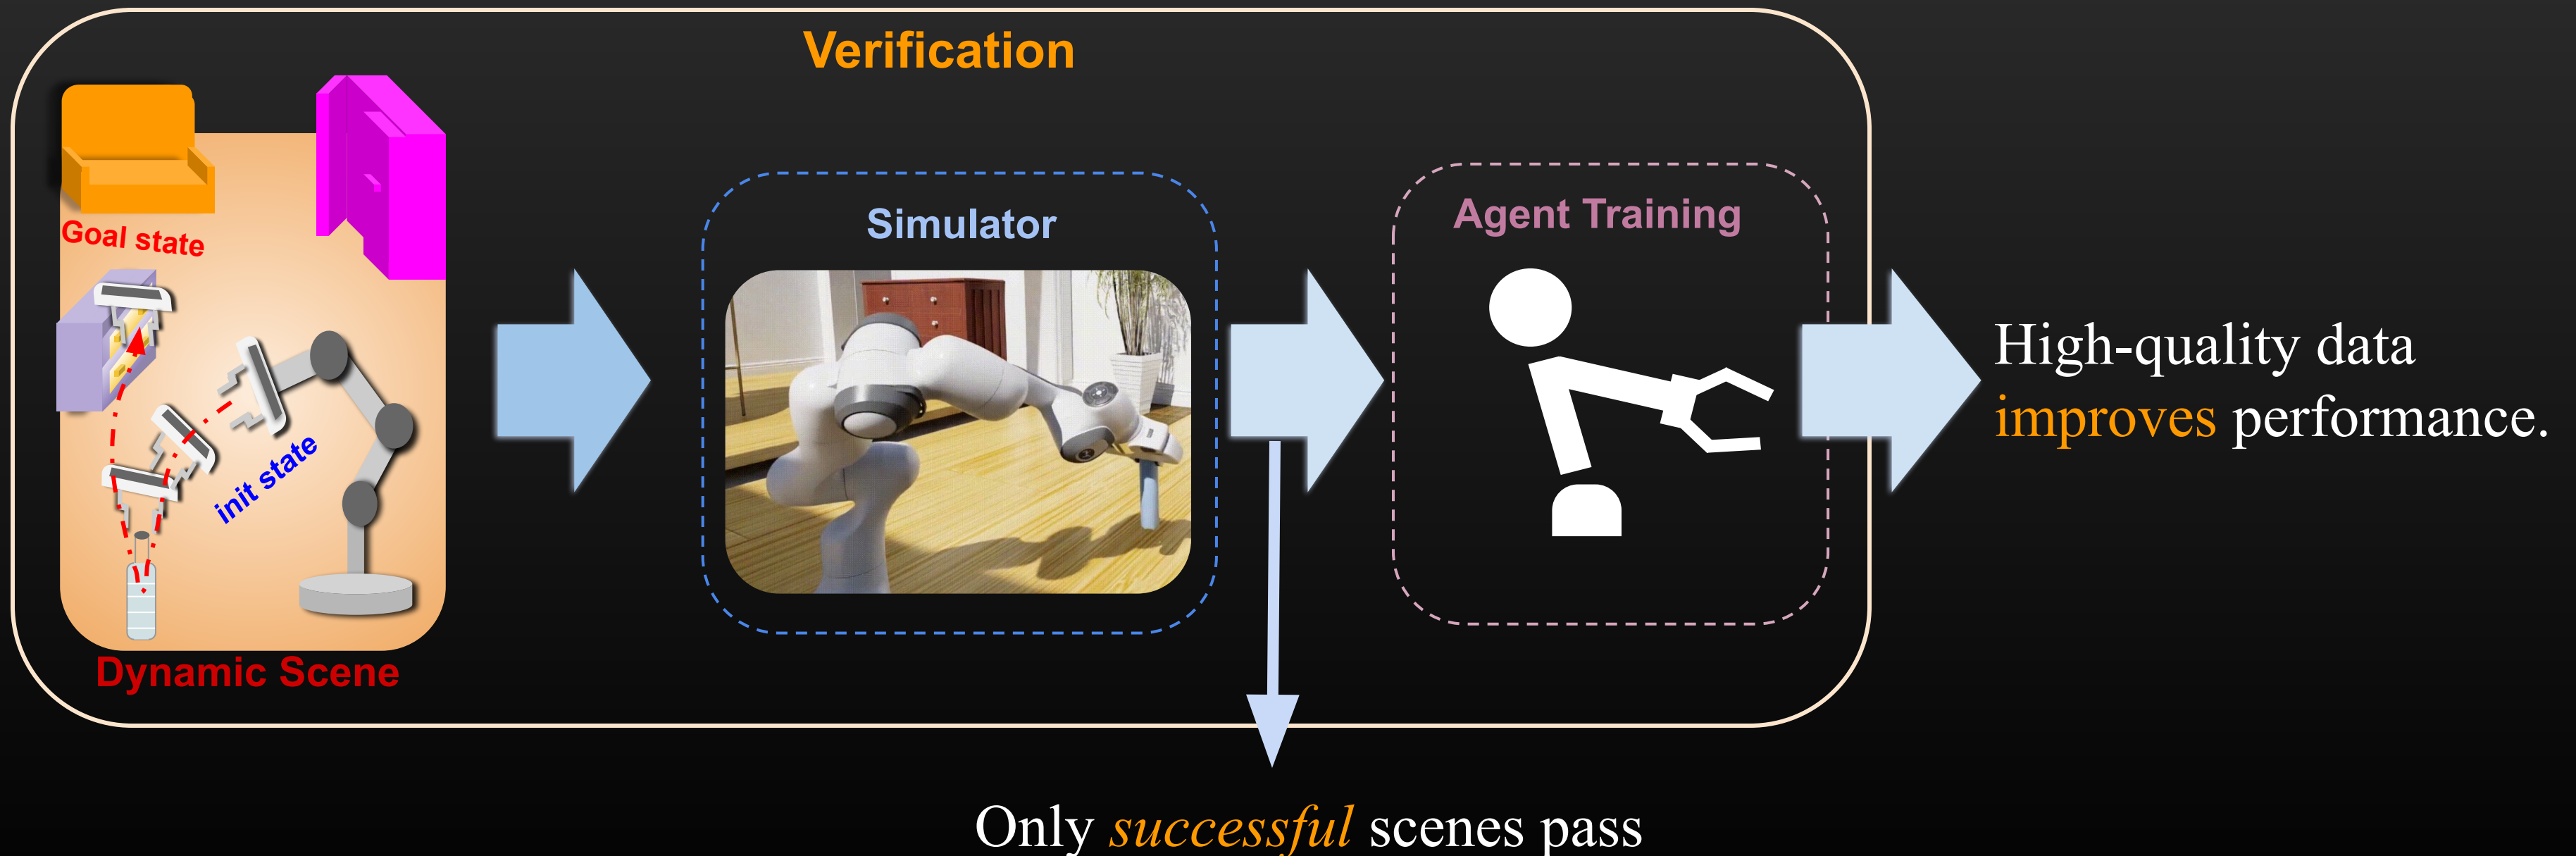 Verification
Goal state
init state
Dynamic Scene
Simulator
Agent Training
High-quality data
improves performance.
Only successful scenes pass